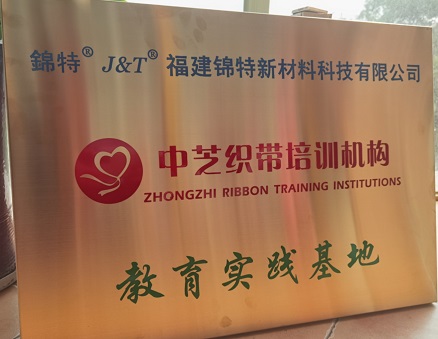 錦特® J&T® 福建锦特新材料科技有限公司
中芝织带培训机构
ZHONGZHI RIBBON TRAINING INSTITUTIONS
教育实践基地